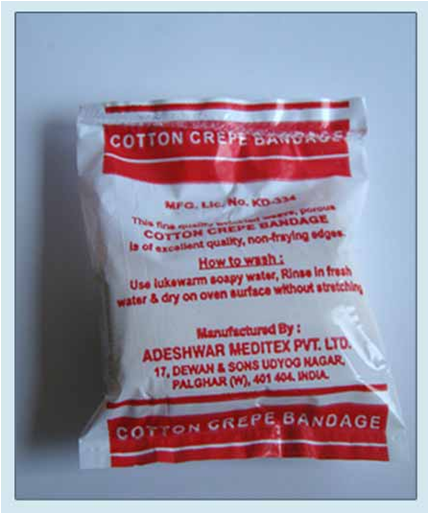 COTTON CREPE BANDAGE
MFG. Lic. No. KD-334
This fine quality weave, porous
COTTON CREPE BANDAGE
is of excellent quality, non-fraying edges.
How to wash :
Use lukewarm soapy water, Rinse in fresh
water & dry on oven surface without stretching
Manufactured By :
ADESHWAR MEDITEX PVT. LTD.
17, DEWAN & SONS UDYOG NAGAR,
PALGHAR (W), 401 404. INDIA.
COTTON CREPE BANDAGE